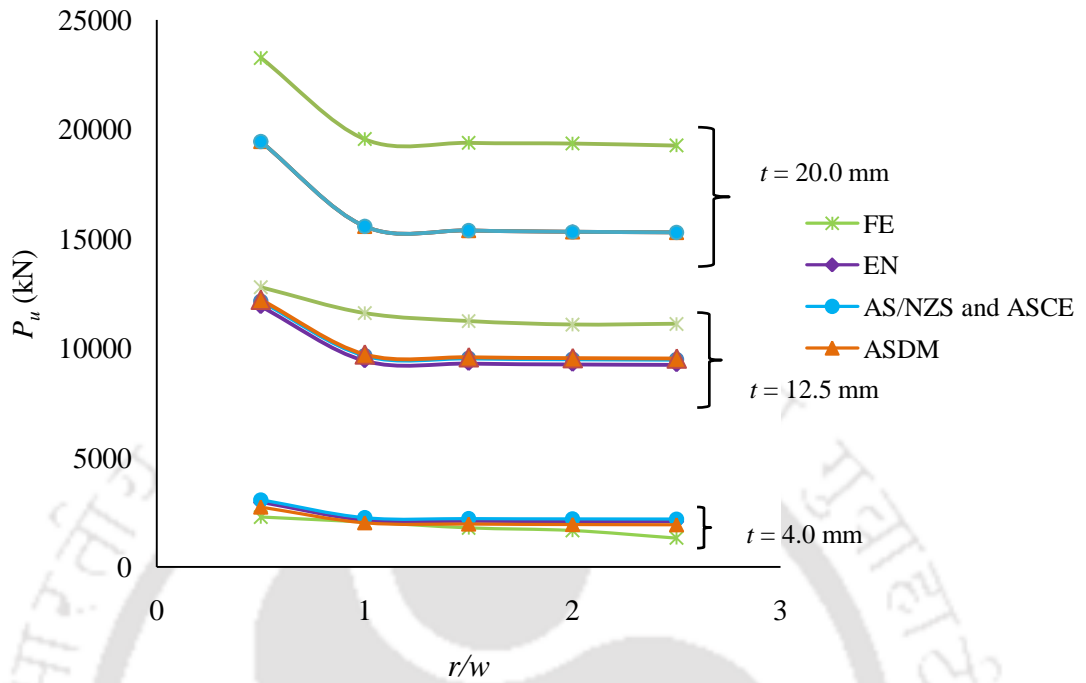 25000
20000
15000
10000
5000
0
P_u (kN)
0
1
2
3
r/w
t = 20.0 mm
FE
EN
AS/NZS and ASCE
ASDM
t = 12.5 mm
t = 4.0 mm